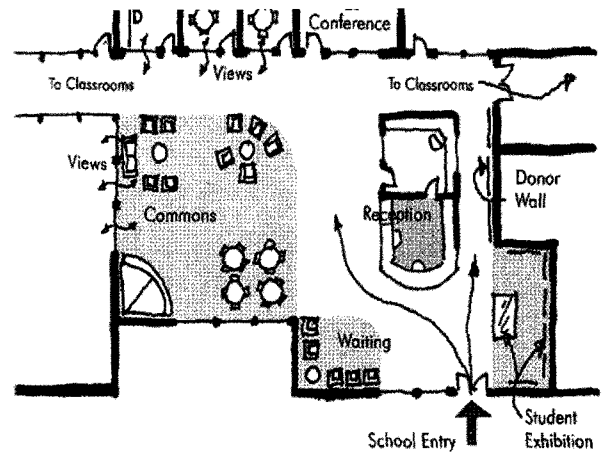 D
Conference
Views
To Classrooms
To Classrooms
Views
Donor
Wall
Commons
Reception
Waiting
School Entry
Student
Exhibition